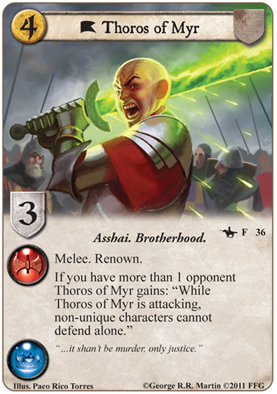 4
Thoros of Myr
3
Asshai. Brotherhood.
F 36
Melee. Renown.
If you have more than 1 opponent
Thoros of Myr gains: “While
Thoros of Myr is attacking,
non-unique characters cannot
defend alone.”
“...it shan’t be murder, only justice.”
Illus. Paco Rico Torres
©George R.R. Martin ©2011 FFG